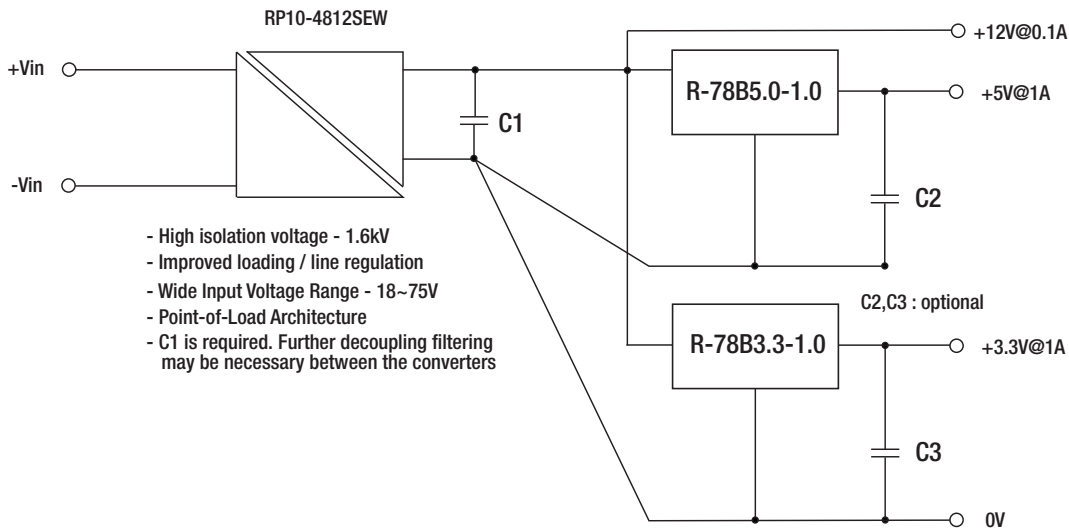 RP10-4812SEW
+Vin
-Vin
C1
R-78B5.0-1.0
+12V@0.1A
+5V@1A
C2
- High isolation voltage - 1.6kV
- Improved loading / line regulation
- Wide Input Voltage Range - 18~75V
- Point-of-Load Architecture
- C1 is required. Further decoupling filtering
may be necessary between the converters
C2,C3 : optional
R-78B3.3-1.0
+3.3V@1A
C3
0V